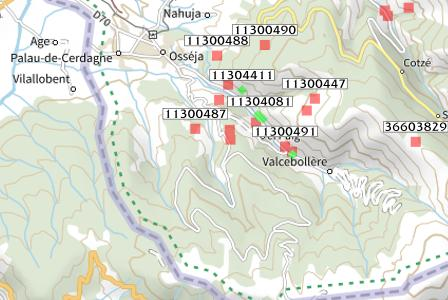 Nahuja
D70
11300490
Age
11300488
Osséja
Palau-de-Cerdagne
Cotzé
Vilallobent
11304411
11300447
11304081
11300487
36603829
11300491
Valcebollère